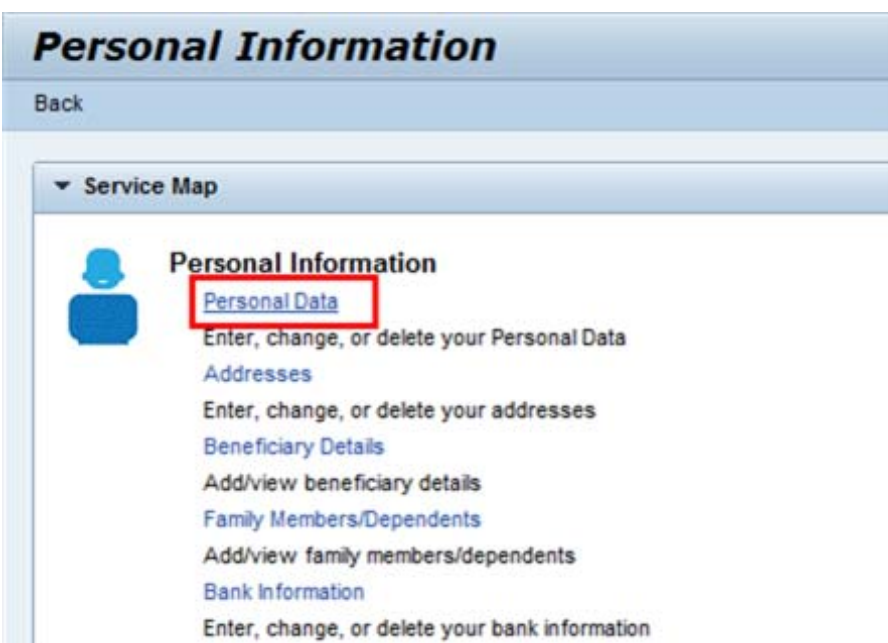 Personal Information
Back
Service Map
Personal Information
Personal Data
Enter, change, or delete your Personal Data
Addresses
Enter, change, or delete your addresses
Beneficiary Details
Add/view beneficiary details
Family Members/Dependents
Add/view family members/dependents
Bank Information
Enter, change, or delete your bank information